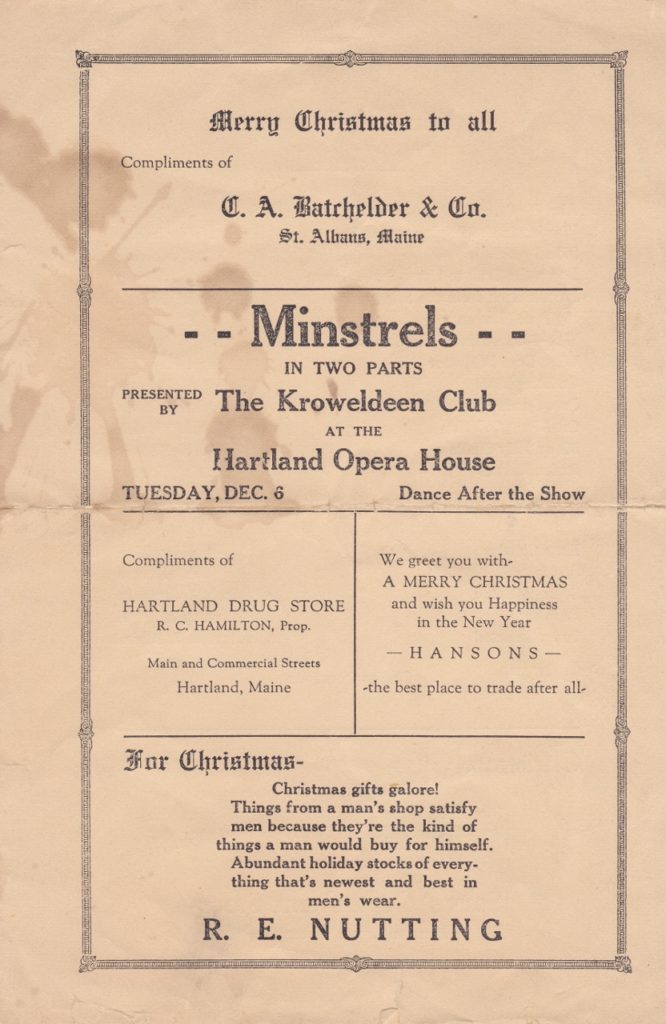 Merry Christmas to all
Compliments of
C. A. Batchelder & Co.
St. Albans, Maine
- - Minstrels - -
IN TWO PARTS
PRESENTED BY The Kroweldeen Club
AT THE
Hartland Opera House
TUESDAY, DEC. 6 Dance After the Show
Compliments of
HARTLAND DRUG STORE
R. C. HAMILTON, Prop.
Main and Commercial Streets
Hartland, Maine
We greet you with-
A MERRY CHRISTMAS
and wish you Happiness
in the New Year
— HANSONS —
-the best place to trade after all-
For Christmas-
Christmas gifts galore!
Things from a man's shop satisfy
men because they're the kind of
things a man would buy for himself.
Abundant holiday stocks of every-
thing that's newest and best in
men's wear.
R. E. NUTTING